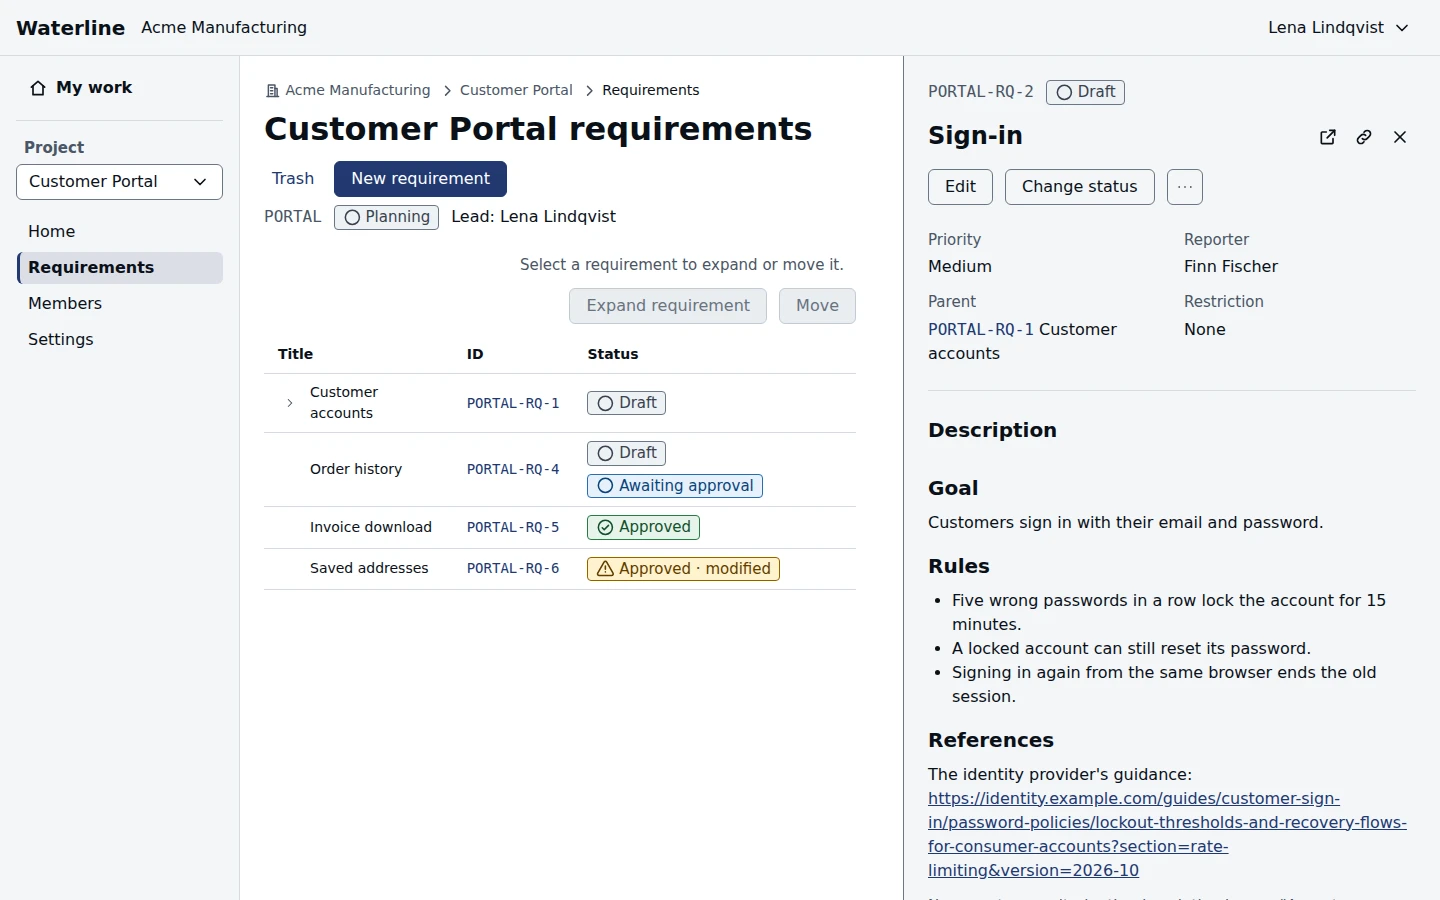 Waterline Acme Manufacturing
Lena Lindqvist
My work
Project
Customer Portal
Home
Requirements
Members
Settings
Acme Manufacturing > Customer Portal > Requirements
Customer Portal requirements
Trash New requirement
PORTAL Planning Lead: Lena Lindqvist
Select a requirement to expand or move it.
Expand requirement Move
Title ID Status
Customer accounts PORTAL-RQ-1 Draft
Order history PORTAL-RQ-4 Draft
Awaiting approval
Invoice download PORTAL-RQ-5 Approved
Saved addresses PORTAL-RQ-6 Approved · modified
PORTAL-RQ-2 Draft
Sign-in
Edit Change status ···
Priority Reporter
Medium Finn Fischer
Parent Restriction
PORTAL-RQ-1 Customer None
accounts
Description
Goal
Customers sign in with their email and password.
Rules
• Five wrong passwords in a row lock the account for 15
minutes.
• A locked account can still reset its password.
• Signing in again from the same browser ends the old
session.
References
The identity provider's guidance:
https://identity.example.com/guides/customer-sign-
in/password-policies/lockout-thresholds-and-recovery-flows-
for-consumer-accounts?section=rate-
limiting&version=2026-10